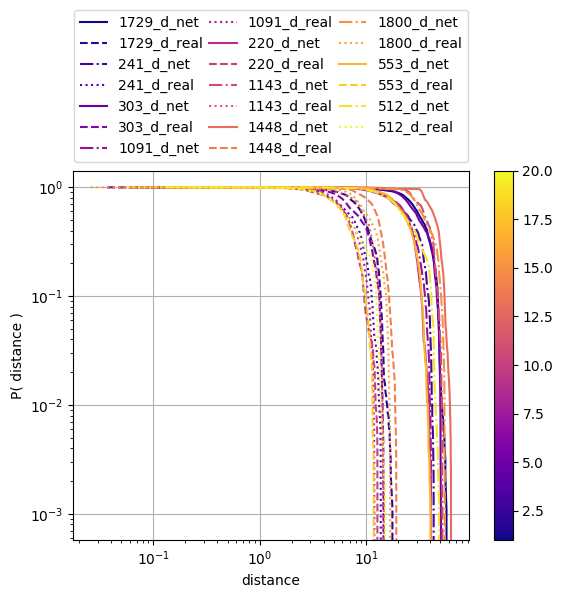 1729_d_net 1091_d_real 1800_d_net
1729_d_real 220_d_net 1800_d_real
241_d_net 220_d_real 553_d_net
241_d_real 1143_d_net 553_d_real
303_d_net 1143_d_real 512_d_net
303_d_real 1448_d_net 512_d_real
1091_d_net 1448_d_real
10⁰
10⁻¹
10⁻²
10⁻³
P( distance )
10⁻¹ 10⁰ 10¹
distance
20.0
17.5
15.0
12.5
10.0
7.5
5.0
2.5